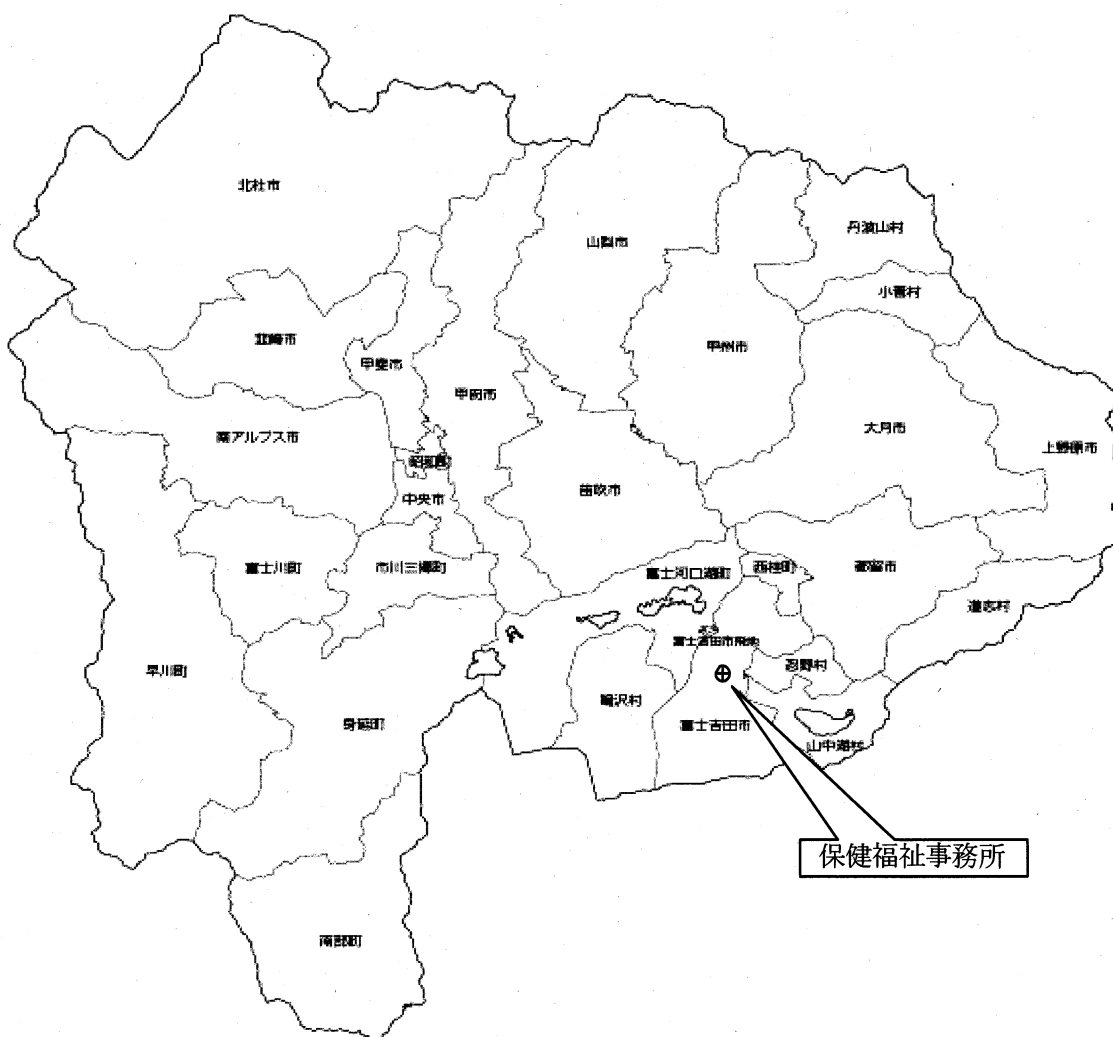 北杜市
丹波山村
山梨市
小菅村
韮崎市
甲州市
甲斐市
甲府市
大月市
南アルプス市
上野原市
昭和町
笛吹市
中央市
富士川町
市川三郷町
西桂町
都留市
富士河口湖町
道志村
富士吉田市飛地
早川町
忍野村
鳴沢村
身延町
富士吉田市
山中湖村
保健福祉事務所
南部町